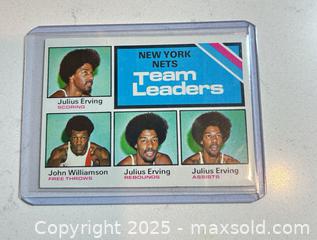 NEW YORK
NETS
Team
Leaders
Julius Erving
SCORING
John Williamson
FREE THROWS
Julius Erving
REBOUNDS
Julius Erving
ASSISTS
Copyright 2025 - maxsold.com